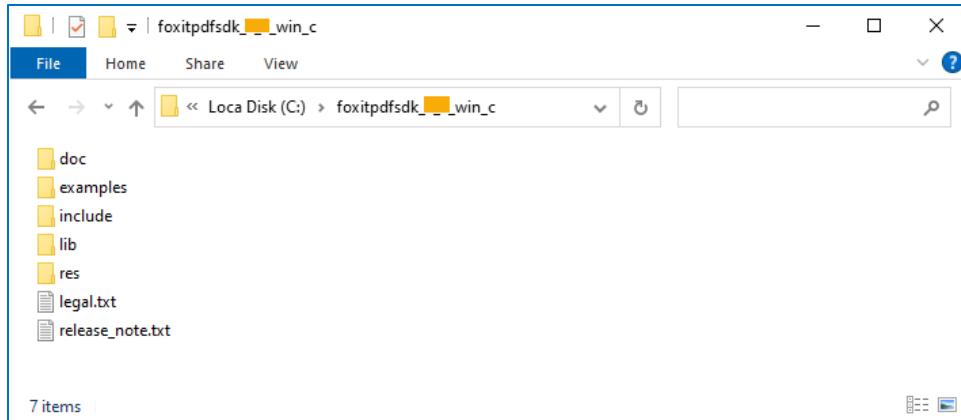 foxitpdfsdk_ _ _win_c
File Home Share View
« Loca Disk (C:) › foxitpdfsdk_ _ _win_c
doc
examples
include
lib
res
legal.txt
release_note.txt
7 items